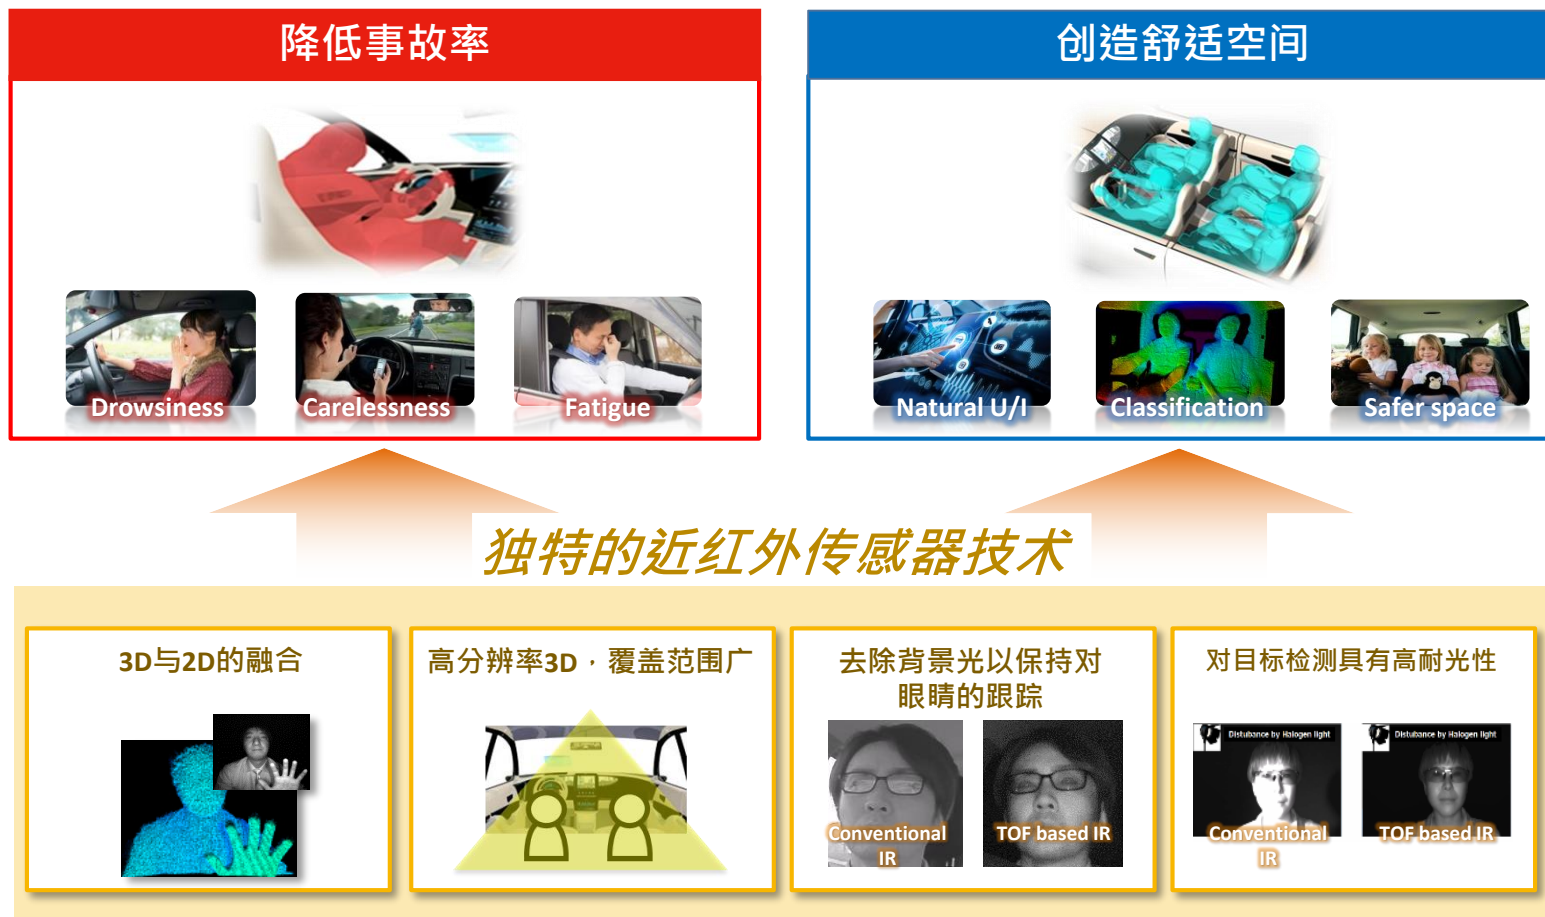 降低事故率
创造舒适空间
Drowsiness
Carelessness
Fatigue
Natural U/I
Classification
Safer space
独特的近红外传感器技术
3D与2D的融合
高分辨率3D，覆盖范围广
去除背景光以保持对
眼睛的跟踪
Conventional
IR
TOF based IR
对目标检测具有高耐光性
Distubance by Halogen light
Conventional
IR
Distubance by Halogen light
TOF based IR